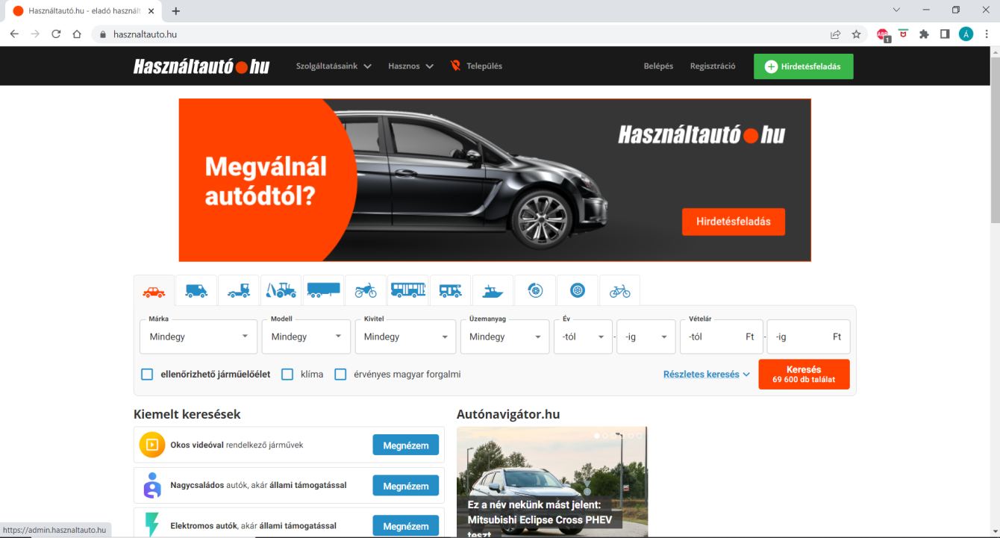 Használtautó.hu - eladó használt
hasznaltauto.hu
ABP
1
Á
Használtautó hu
Szolgáltatásaink
Hasznos
Település
Belépés
Regisztráció
Hirdetésfeladás
Megválnál
autódtól?
Használtautó hu
Hirdetésfeladás
Márka
Modell
Kivitel
Üzemanyag
Év
Vételár
Mindegy
Mindegy
Mindegy
Mindegy
-tól
-
-ig
-tól
Ft
-
-ig
Ft
ellenőrizhető járműelőélet
klíma
érvényes magyar forgalmi
Részletes keresés
Keresés
69 600 db találat
Kiemelt keresések
Okos videóval rendelkező járművek
Megnézem
Nagycsaládos autók, akár állami támogatással
Megnézem
Elektromos autók, akár állami támogatással
Megnézem
Autónavigátor.hu
Ez a név nekünk mást jelent:
Mitsubishi Eclipse Cross PHEV
teszt
https://admin.hasznaltauto.hu